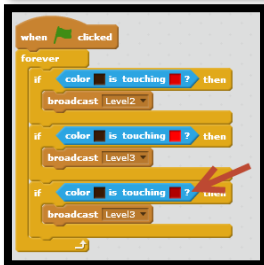 when clicked
forever
if color is touching ? then
broadcast Level2
if color is touching ? then
broadcast Level3
if color is touching ? then
broadcast Level3